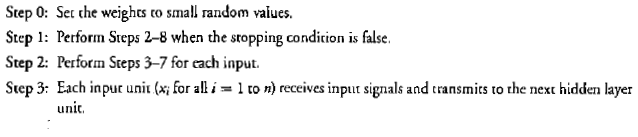 Step 0: Set the weights to small random values.
Step 1: Perform Steps 2–8 when the stopping condition is false.
Step 2: Perform Steps 3–7 for each input.
Step 3: Each input unit (xᵢ for all i = 1 to n) receives input signals and transmits to the next hidden layer
unit.